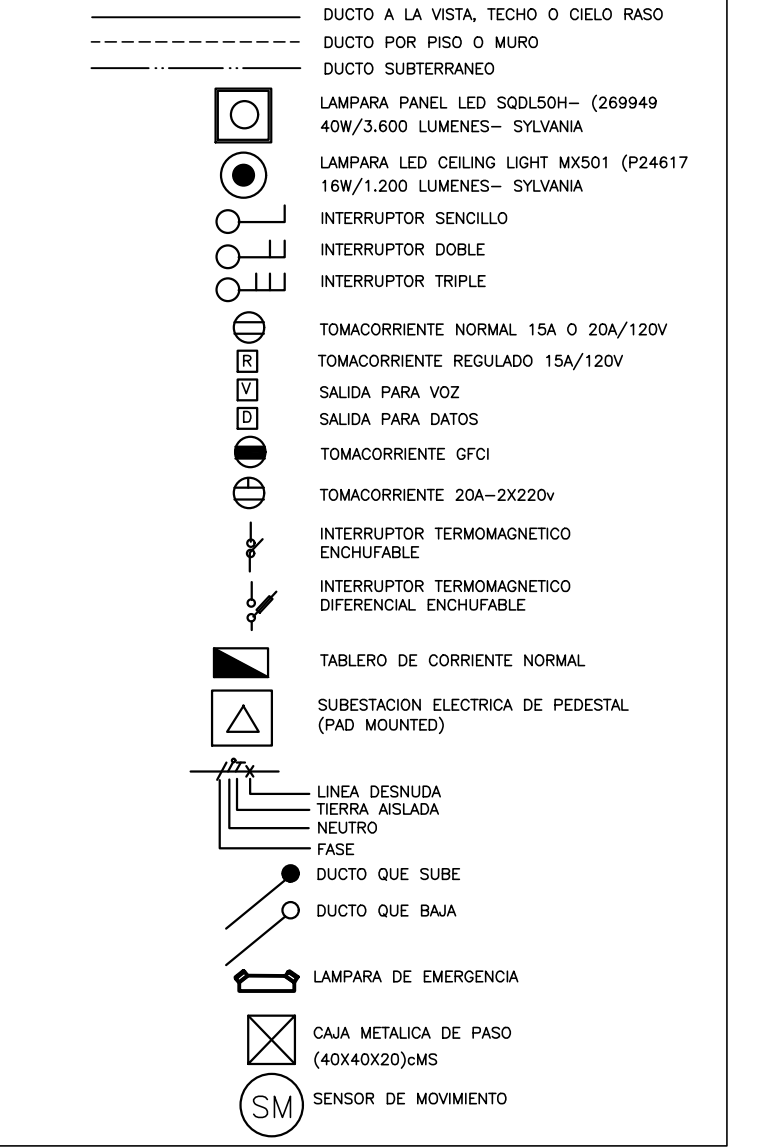 DUCTO A LA VISTA, TECHO O CIELO RASO
DUCTO POR PISO O MURO
DUCTO SUBTERRANEO
LAMPARA PANEL LED SQDL50H– (269949
40W/3.600 LUMENES– SYLVANIA
LAMPARA LED CEILING LIGHT MX501 (P24617
16W/1.200 LUMENES– SYLVANIA
INTERRUPTOR SENCILLO
INTERRUPTOR DOBLE
INTERRUPTOR TRIPLE
TOMACORRIENTE NORMAL 15A O 20A/120V
R TOMACORRIENTE REGULADO 15A/120V
V SALIDA PARA VOZ
D SALIDA PARA DATOS
TOMACORRIENTE GFCI
TOMACORRIENTE 20A–2X220v
INTERRUPTOR TERMOMAGNETICO
ENCHUFABLE
INTERRUPTOR TERMOMAGNETICO
DIFERENCIAL ENCHUFABLE
TABLERO DE CORRIENTE NORMAL
SUBESTACION ELECTRICA DE PEDESTAL
(PAD MOUNTED)
LINEA DESNUDA
TIERRA AISLADA
NEUTRO
FASE
DUCTO QUE SUBE
DUCTO QUE BAJA
LAMPARA DE EMERGENCIA
CAJA METALICA DE PASO
(40X40X20)cMS
SM SENSOR DE MOVIMIENTO